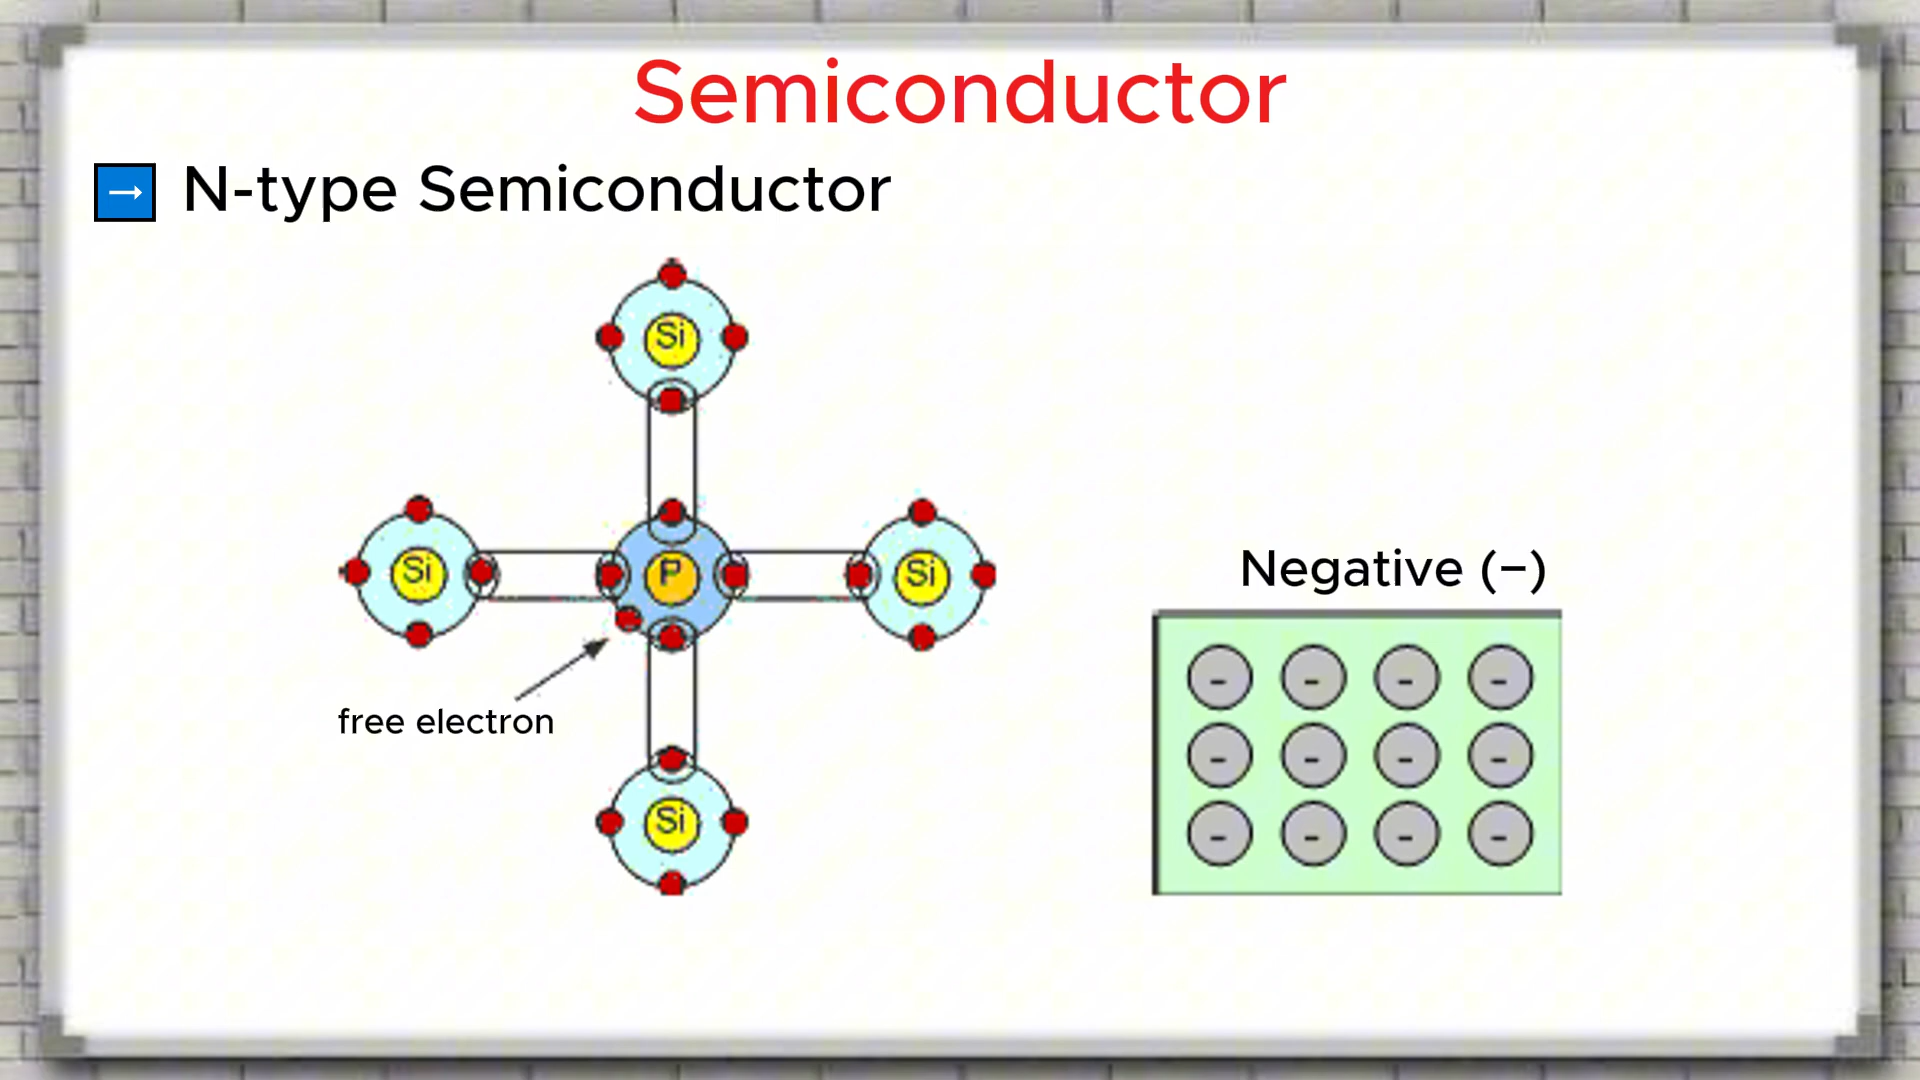 Semiconductor
→ N-type Semiconductor
Si
Si
P
Si
Negative (−)
free electron
- - - -
- - - -
- - - -
Si